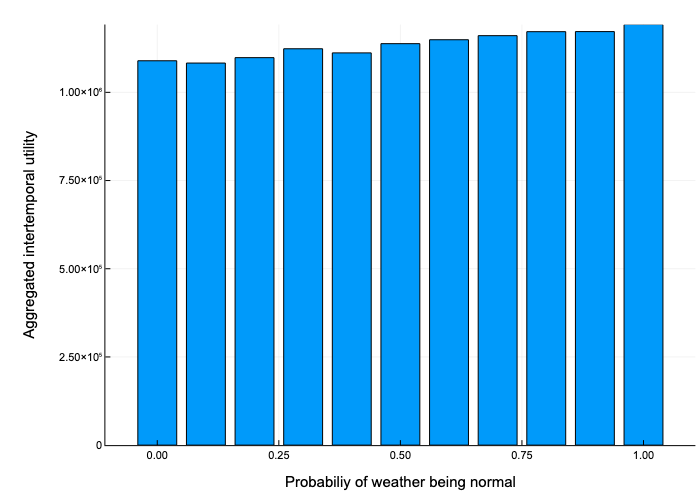 Aggregated intertemporal utility
1.00×10⁶
7.50×10⁵
5.00×10⁵
2.50×10⁵
0
0.00 0.25 0.50 0.75 1.00
Probabiliy of weather being normal